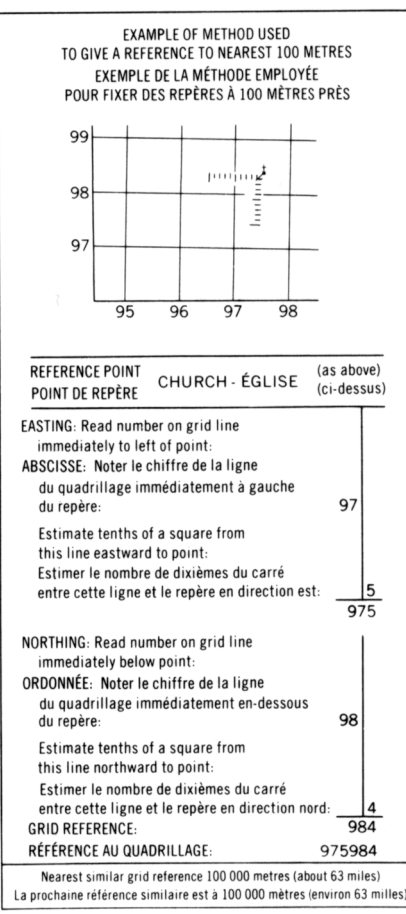 EXAMPLE OF METHOD USED
TO GIVE A REFERENCE TO NEAREST 100 METRES
EXEMPLE DE LA MÉTHODE EMPLOYÉE
POUR FIXER DES REPÈRES À 100 MÈTRES PRÈS
99
98
97
95 96 97 98
REFERENCE POINT
POINT DE REPÈRE
CHURCH - ÉGLISE
(as above)
(ci-dessus)
EASTING: Read number on grid line
immediately to left of point:
ABSCISSE: Noter le chiffre de la ligne
du quadrillage immédiatement à gauche
du repère: 97
Estimate tenths of a square from
this line eastward to point:
Estimer le nombre de dixièmes du carré
entre cette ligne et le repère en direction est: 5
975
NORTHING: Read number on grid line
immediately below point:
ORDONNÉE: Noter le chiffre de la ligne
du quadrillage immédiatement en-dessous
du repère: 98
Estimate tenths of a square from
this line northward to point:
Estimer le nombre de dixièmes du carré
entre cette ligne et le repère en direction nord: 4
GRID REFERENCE: 984
RÉFÉRENCE AU QUADRILLAGE: 975984
Nearest similar grid reference 100 000 metres (about 63 miles)
La prochaine référence similaire est à 100 000 mètres (environ 63 miles)